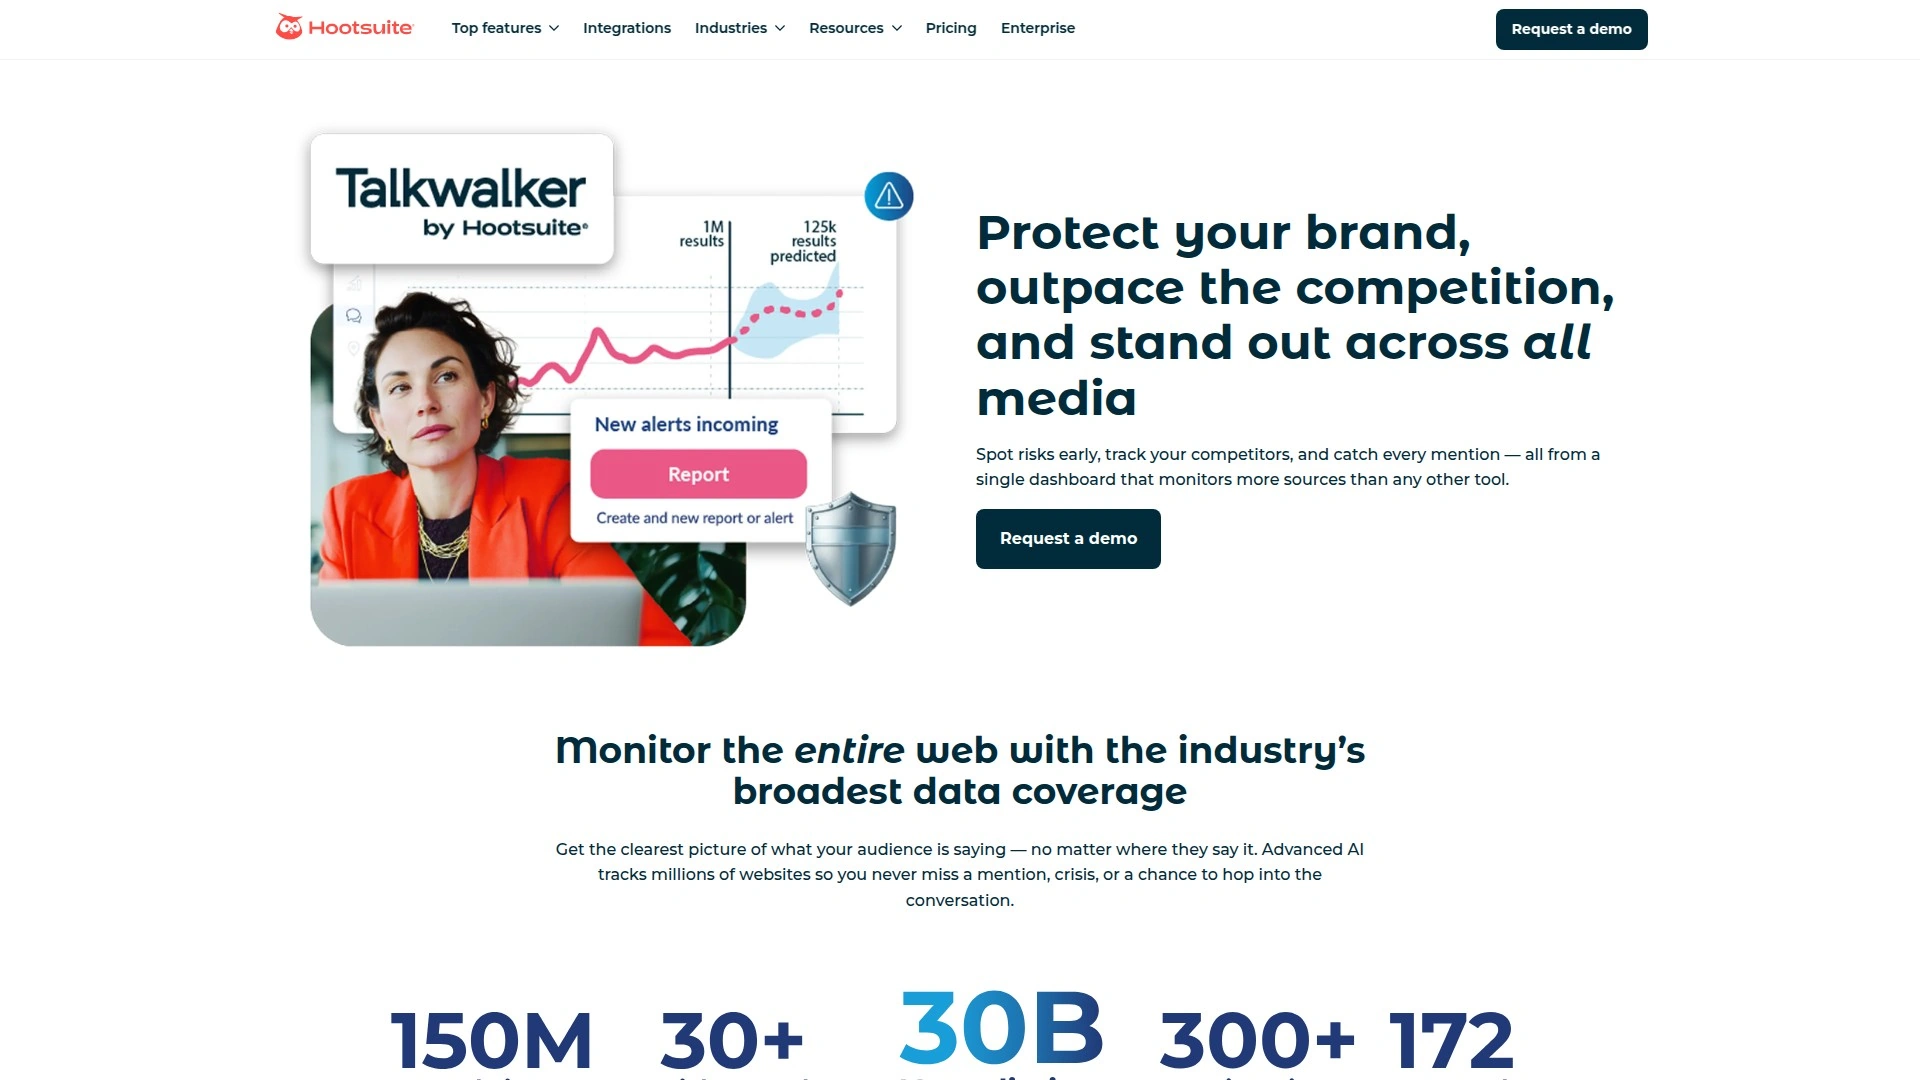 Hootsuite
Top features
Integrations
Industries
Resources
Pricing
Enterprise
Request a demo
Talkwalker
by Hootsuite®
1M
results
125k
results
predicted
New alerts incoming
Report
Create and new report or alert
Protect your brand,
outpace the competition,
and stand out across all
media
Spot risks early, track your competitors, and catch every mention — all from a
single dashboard that monitors more sources than any other tool.
Request a demo
Monitor the entire web with the industry’s
broadest data coverage
Get the clearest picture of what your audience is saying — no matter where they say it. Advanced AI
tracks millions of websites so you never miss a mention, crisis, or a chance to hop into the
conversation.
150M
30+
30B
300+
172